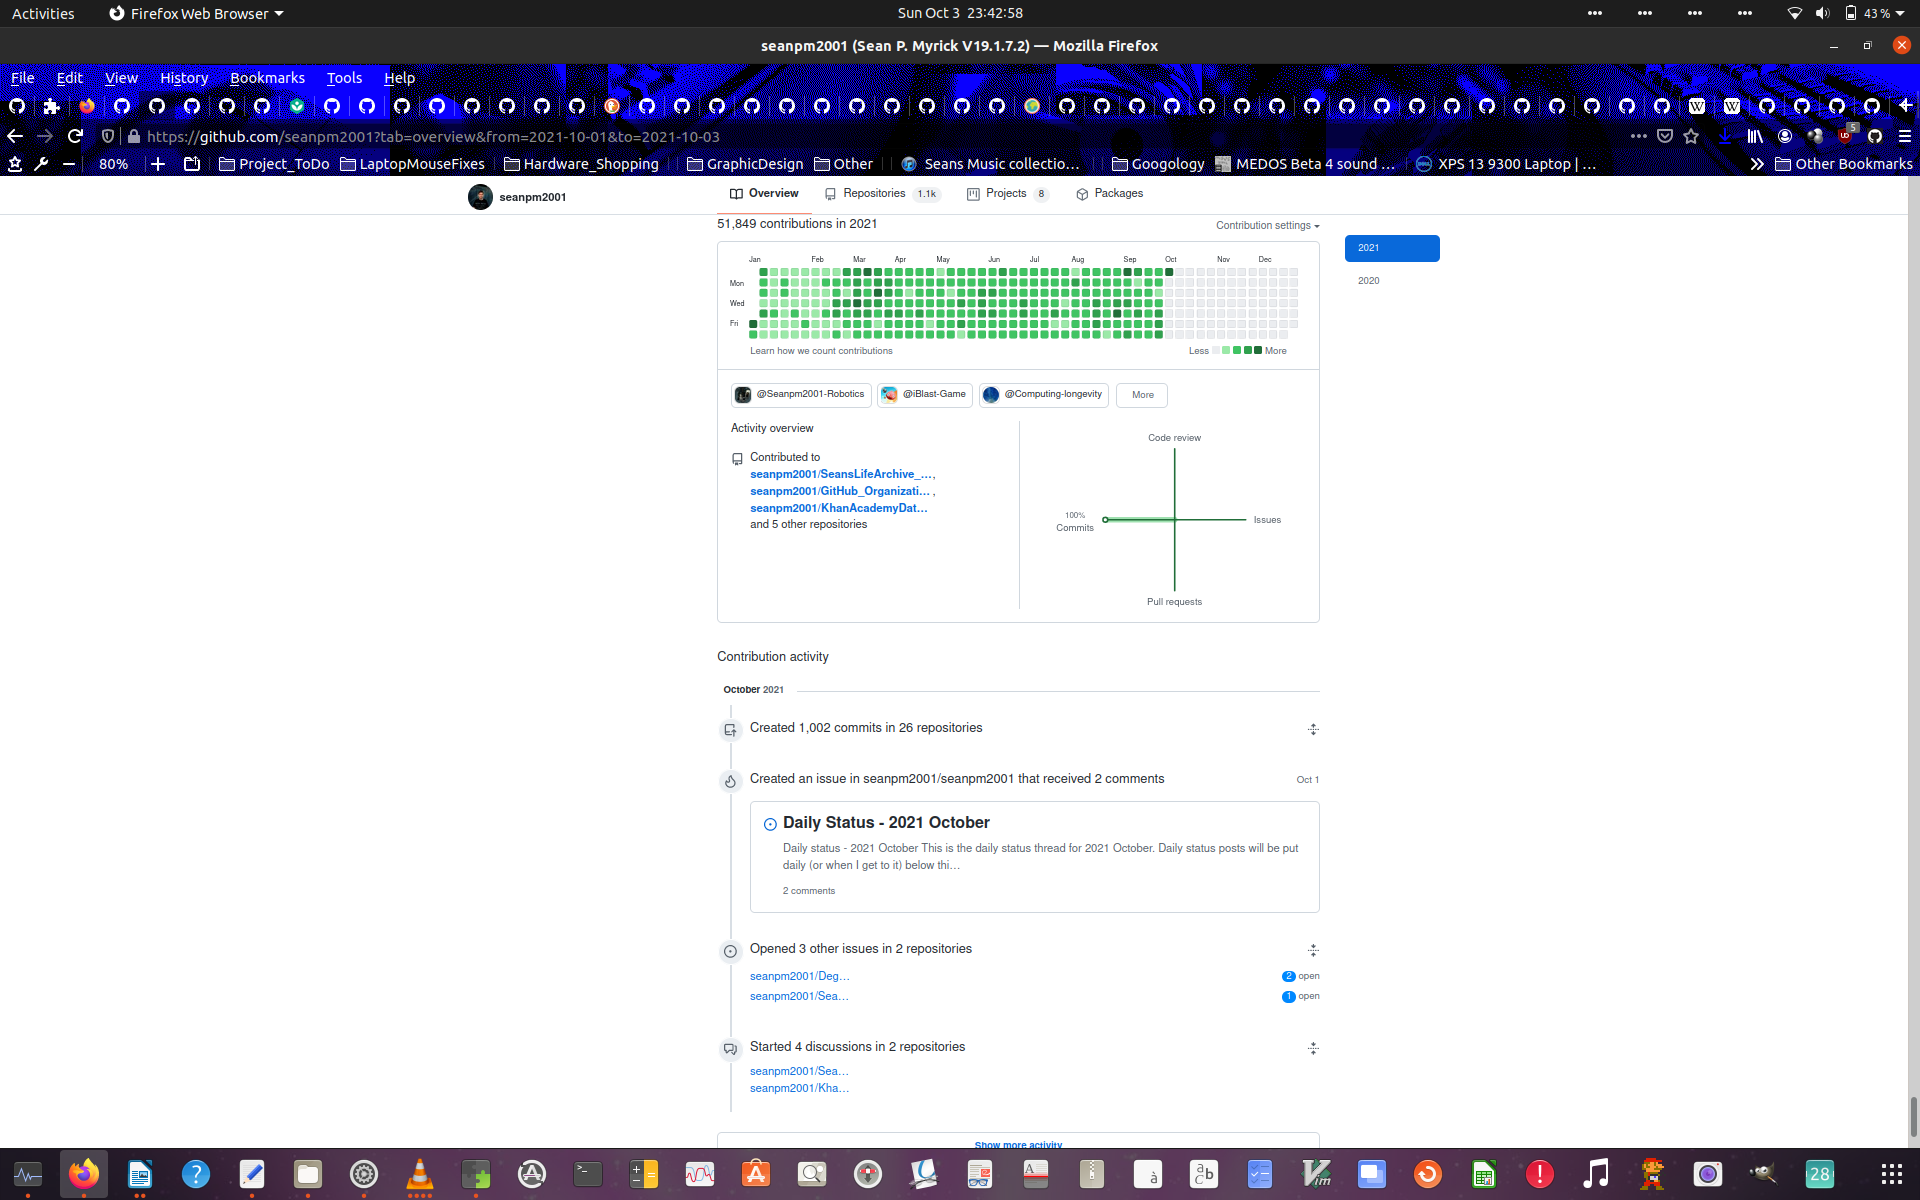 Activities
Firefox Web Browser
Sun Oct 3 23:42:58
43 %
seanpm2001 (Sean P. Myrick V19.1.7.2) — Mozilla Firefox
File Edit View History Bookmarks Tools Help
https://github.com/seanpm2001?tab=overview&from=2021-10-01&to=2021-10-03
5
80%
Project_ToDo
LaptopMouseFixes
Hardware_Shopping
GraphicDesign
Other
Seans Music collectio…
Googology
MEDOS Beta 4 sound …
XPS 13 9300 Laptop | …
Other Bookmarks
seanpm2001
Overview
Repositories 1.1k
Projects 8
Packages
51,849 contributions in 2021
Contribution settings
2021
2020
Jan Feb Mar Apr May Jun Jul Aug Sep Oct Nov Dec
Mon
Wed
Fri
Learn how we count contributions
Less More
@Seanpm2001-Robotics
@iBlast-Game
@Computing-longevity
More
Activity overview
Contributed to
seanpm2001/SeansLifeArchive_…,
seanpm2001/GitHub_Organizati… ,
seanpm2001/KhanAcademyDat…
and 5 other repositories
Code review
100%
Commits
Issues
Pull requests
Contribution activity
October 2021
Created 1,002 commits in 26 repositories
Created an issue in seanpm2001/seanpm2001 that received 2 comments
Oct 1
Daily Status - 2021 October
Daily status - 2021 October This is the daily status thread for 2021 October. Daily status posts will be put
daily (or when I get to it) below thi…
2 comments
Opened 3 other issues in 2 repositories
seanpm2001/Deg…
2 open
seanpm2001/Sea…
1 open
Started 4 discussions in 2 repositories
seanpm2001/Sea…
seanpm2001/Kha…
Show more activity
28